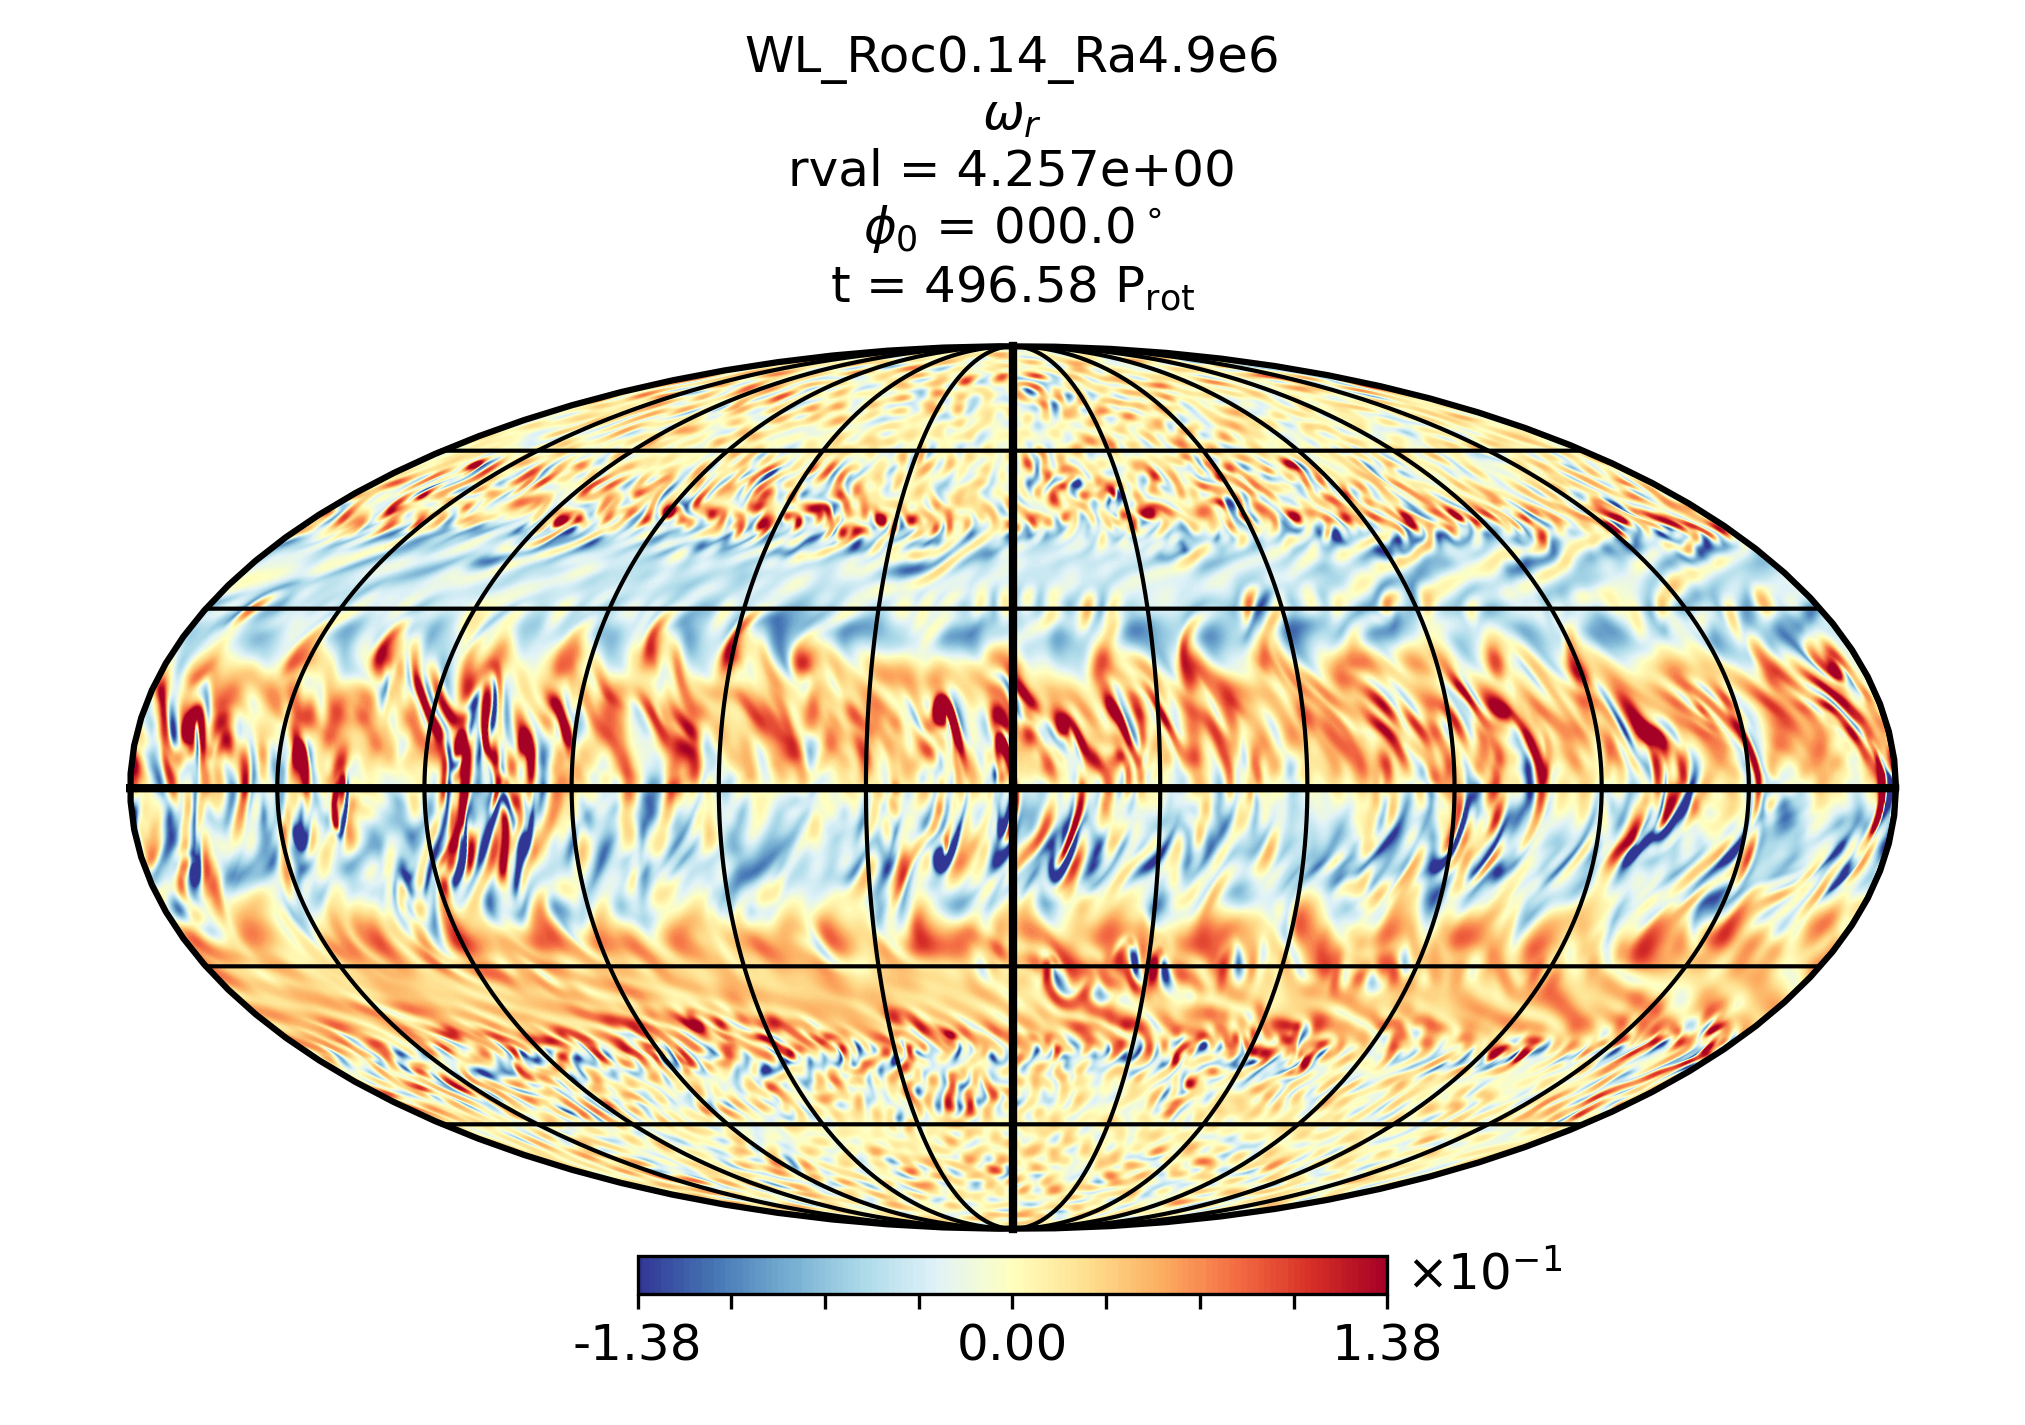 WL_Roc0.14_Ra4.9e6
ω_r
rval = 4.257e+00
ϕ₀ = 000.0°
t = 496.58 P_rot
×10⁻¹
-1.38 0.00 1.38